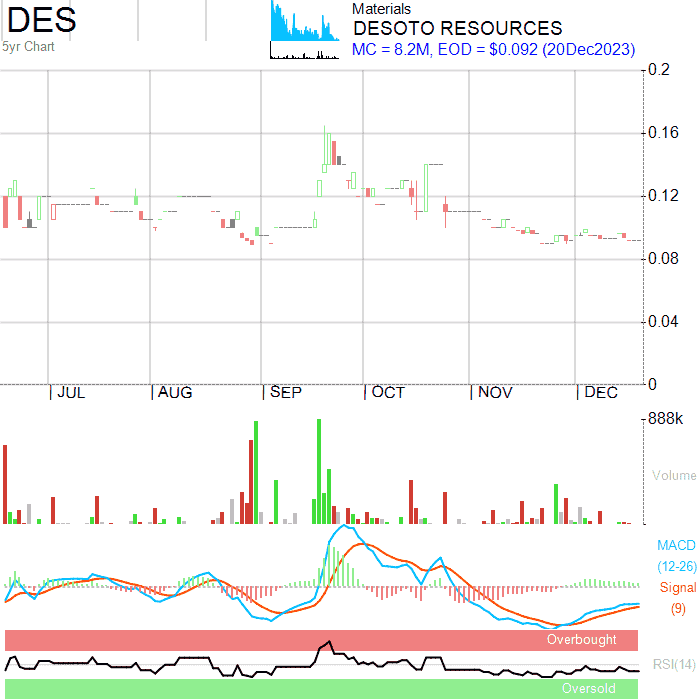 DES
5yr Chart
Materials
DESOTO RESOURCES
MC = 8.2M, EOD = $0.092 (20Dec2023)
0.2
0.16
0.12
0.08
0.04
0
JUL AUG SEP OCT NOV DEC
888k
Volume
MACD
(12-26)
Signal
(9)
Overbought
RSI(14)
Oversold